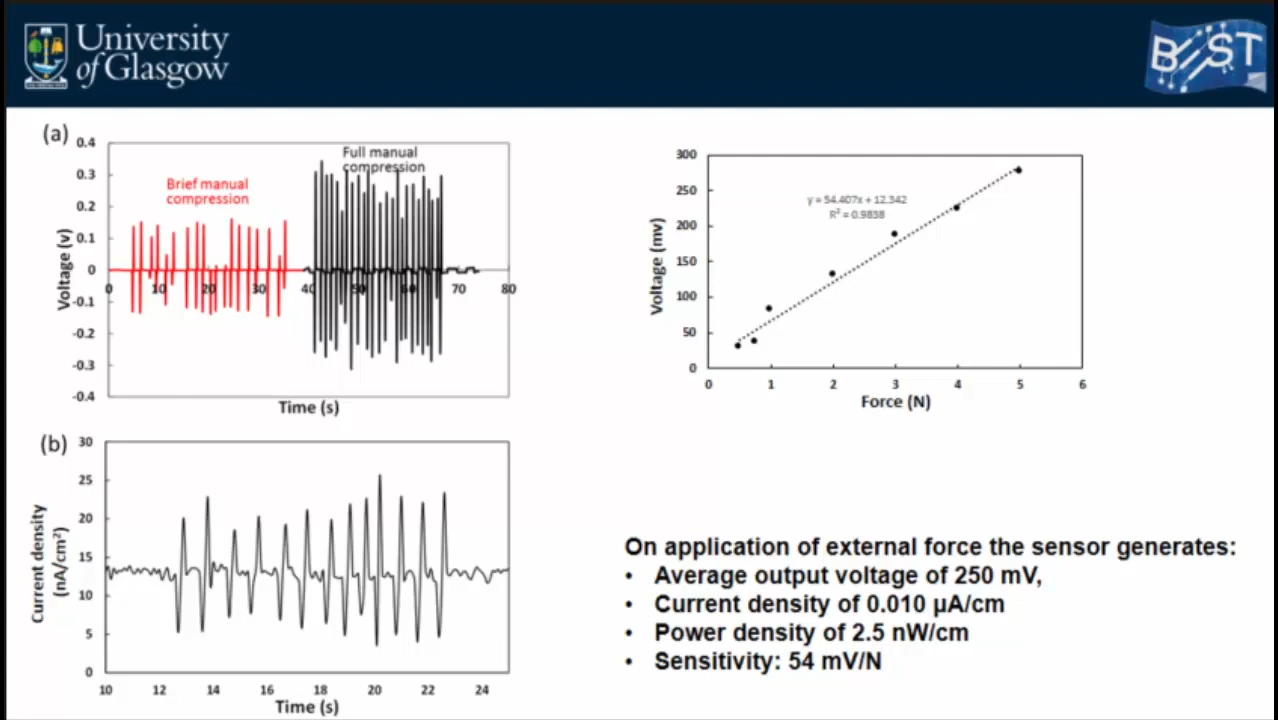 University
of Glasgow
BEST
(a)
0.4
0.3
0.2
0.1
0
-0.1
-0.2
-0.3
-0.4
Voltage (v)
Brief manual
compression
Full manual
compression
0 10 20 30 40 50 60 70 80
Time (s)
300
250
200
150
100
50
0
Voltage (mv)
y = 54.407x + 12.342
R² = 0.9838
0 1 2 3 4 5 6
Force (N)
(b)
30
25
20
15
10
5
0
Current density
(nA/cm²)
10 12 14 16 18 20 22 24
Time (s)
On application of external force the sensor generates:
• Average output voltage of 250 mV,
• Current density of 0.010 µA/cm
• Power density of 2.5 nW/cm
• Sensitivity: 54 mV/N